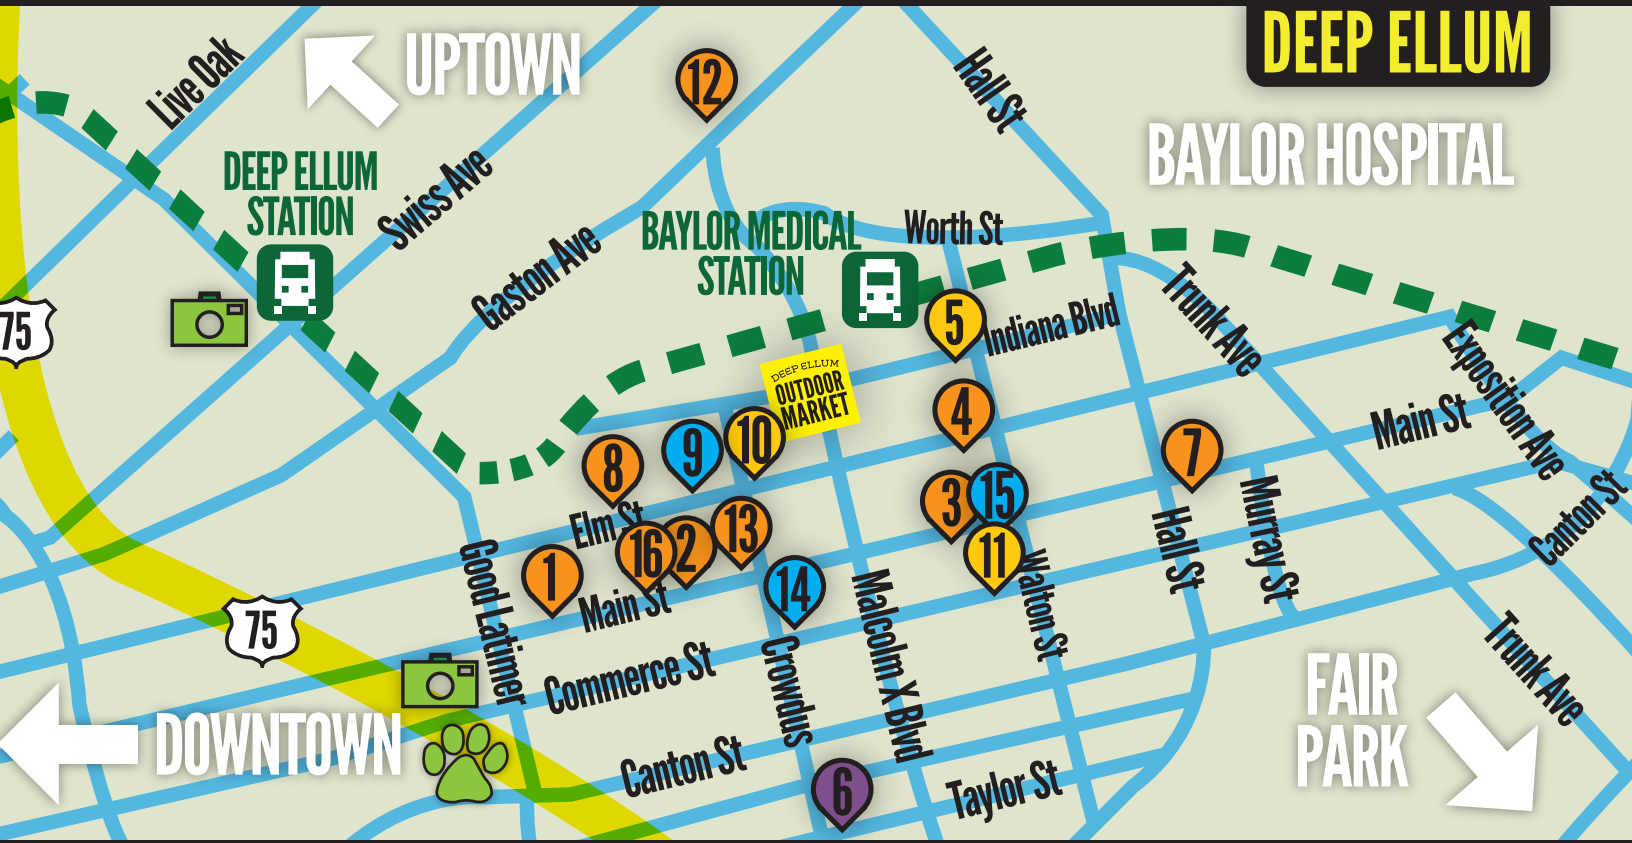 DEEP ELLUM
UPTOWN
Live Oak
12
Hall St
BAYLOR HOSPITAL
DEEP ELLUM
STATION
Swiss Ave
Gaston Ave
BAYLOR MEDICAL
STATION
Worth St
75
5
Indiana Blvd
Trunk Ave
Exposition Ave
DEEP ELLUM
OUTDOOR
MARKET
4
Main St
7
8
9
10
3
15
11
Elm St
1
16
2
13
14
Main St
Good Latimer
Commerce St
Crowdus
Malcolm X Blvd
Walton St
Hall St
Murray St
Canton St
75
DOWNTOWN
Canton St
6
Taylor St
FAIR
PARK
Trunk Ave